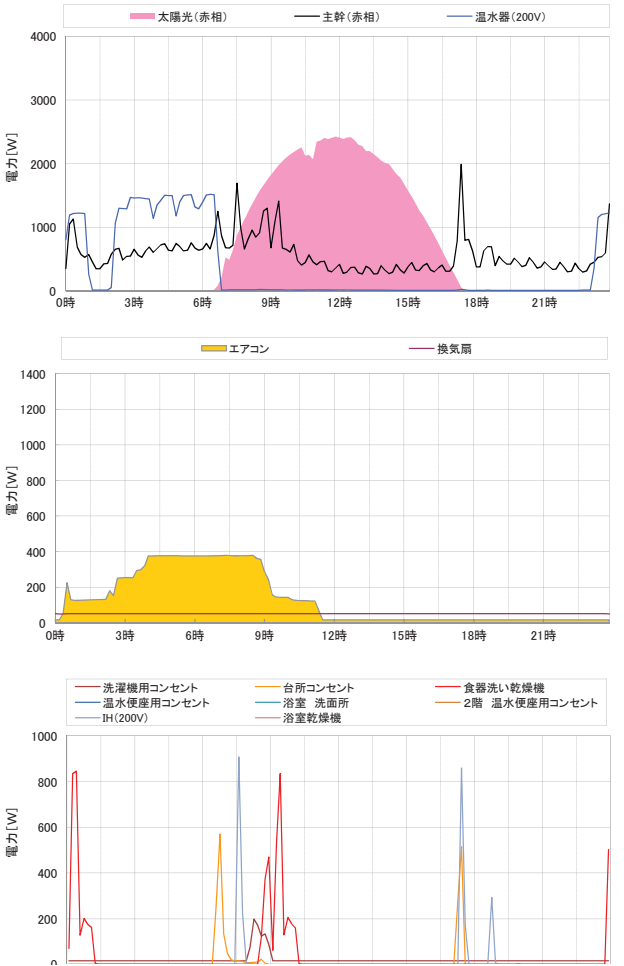 太陽光(赤相) 主幹(赤相) 温水器(200V)
4000
3000
2000
1000
0
電力[W]
0時 3時 6時 9時 12時 15時 18時 21時
エアコン 換気扇
1400
1200
1000
800
600
400
200
0
電力[W]
0時 3時 6時 9時 12時 15時 18時 21時
洗濯機用コンセント 台所コンセント 食器洗い乾燥機
温水便座用コンセント 浴室 洗面所 2階 温水便座用コンセント
IH(200V) 浴室乾燥機
1000
800
600
400
200
0
電力[W]